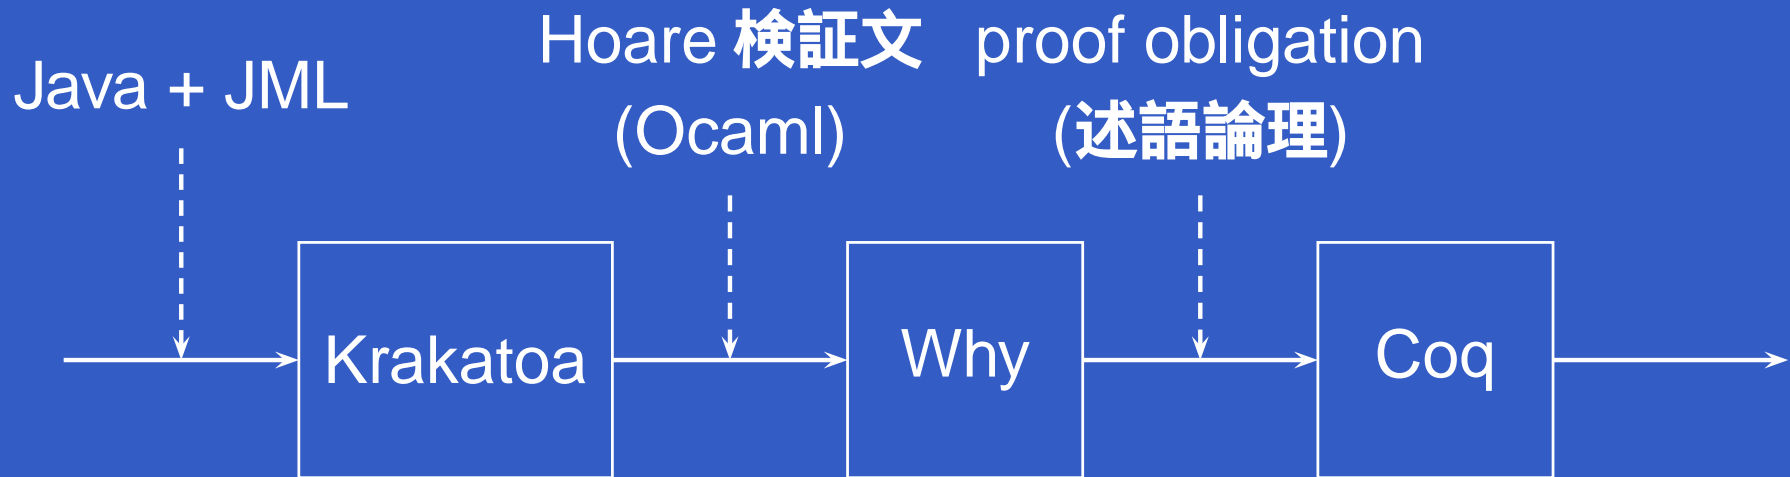 Java + JML
Hoare 検証文
(Ocaml)
proof obligation
(述語論理)
Krakatoa
Why
Coq